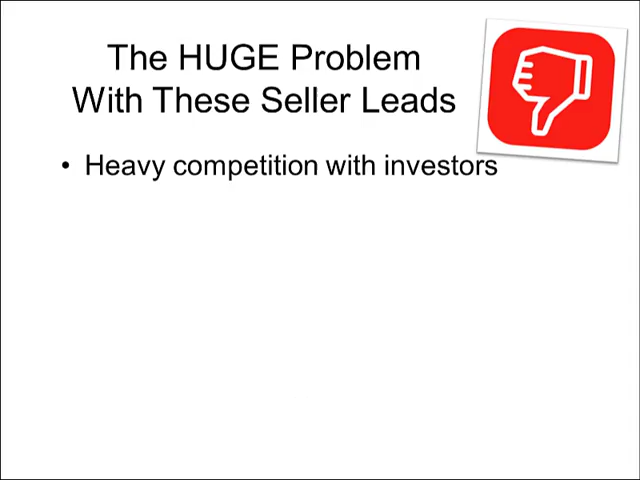 The HUGE Problem
With These Seller Leads
• Heavy competition with investors